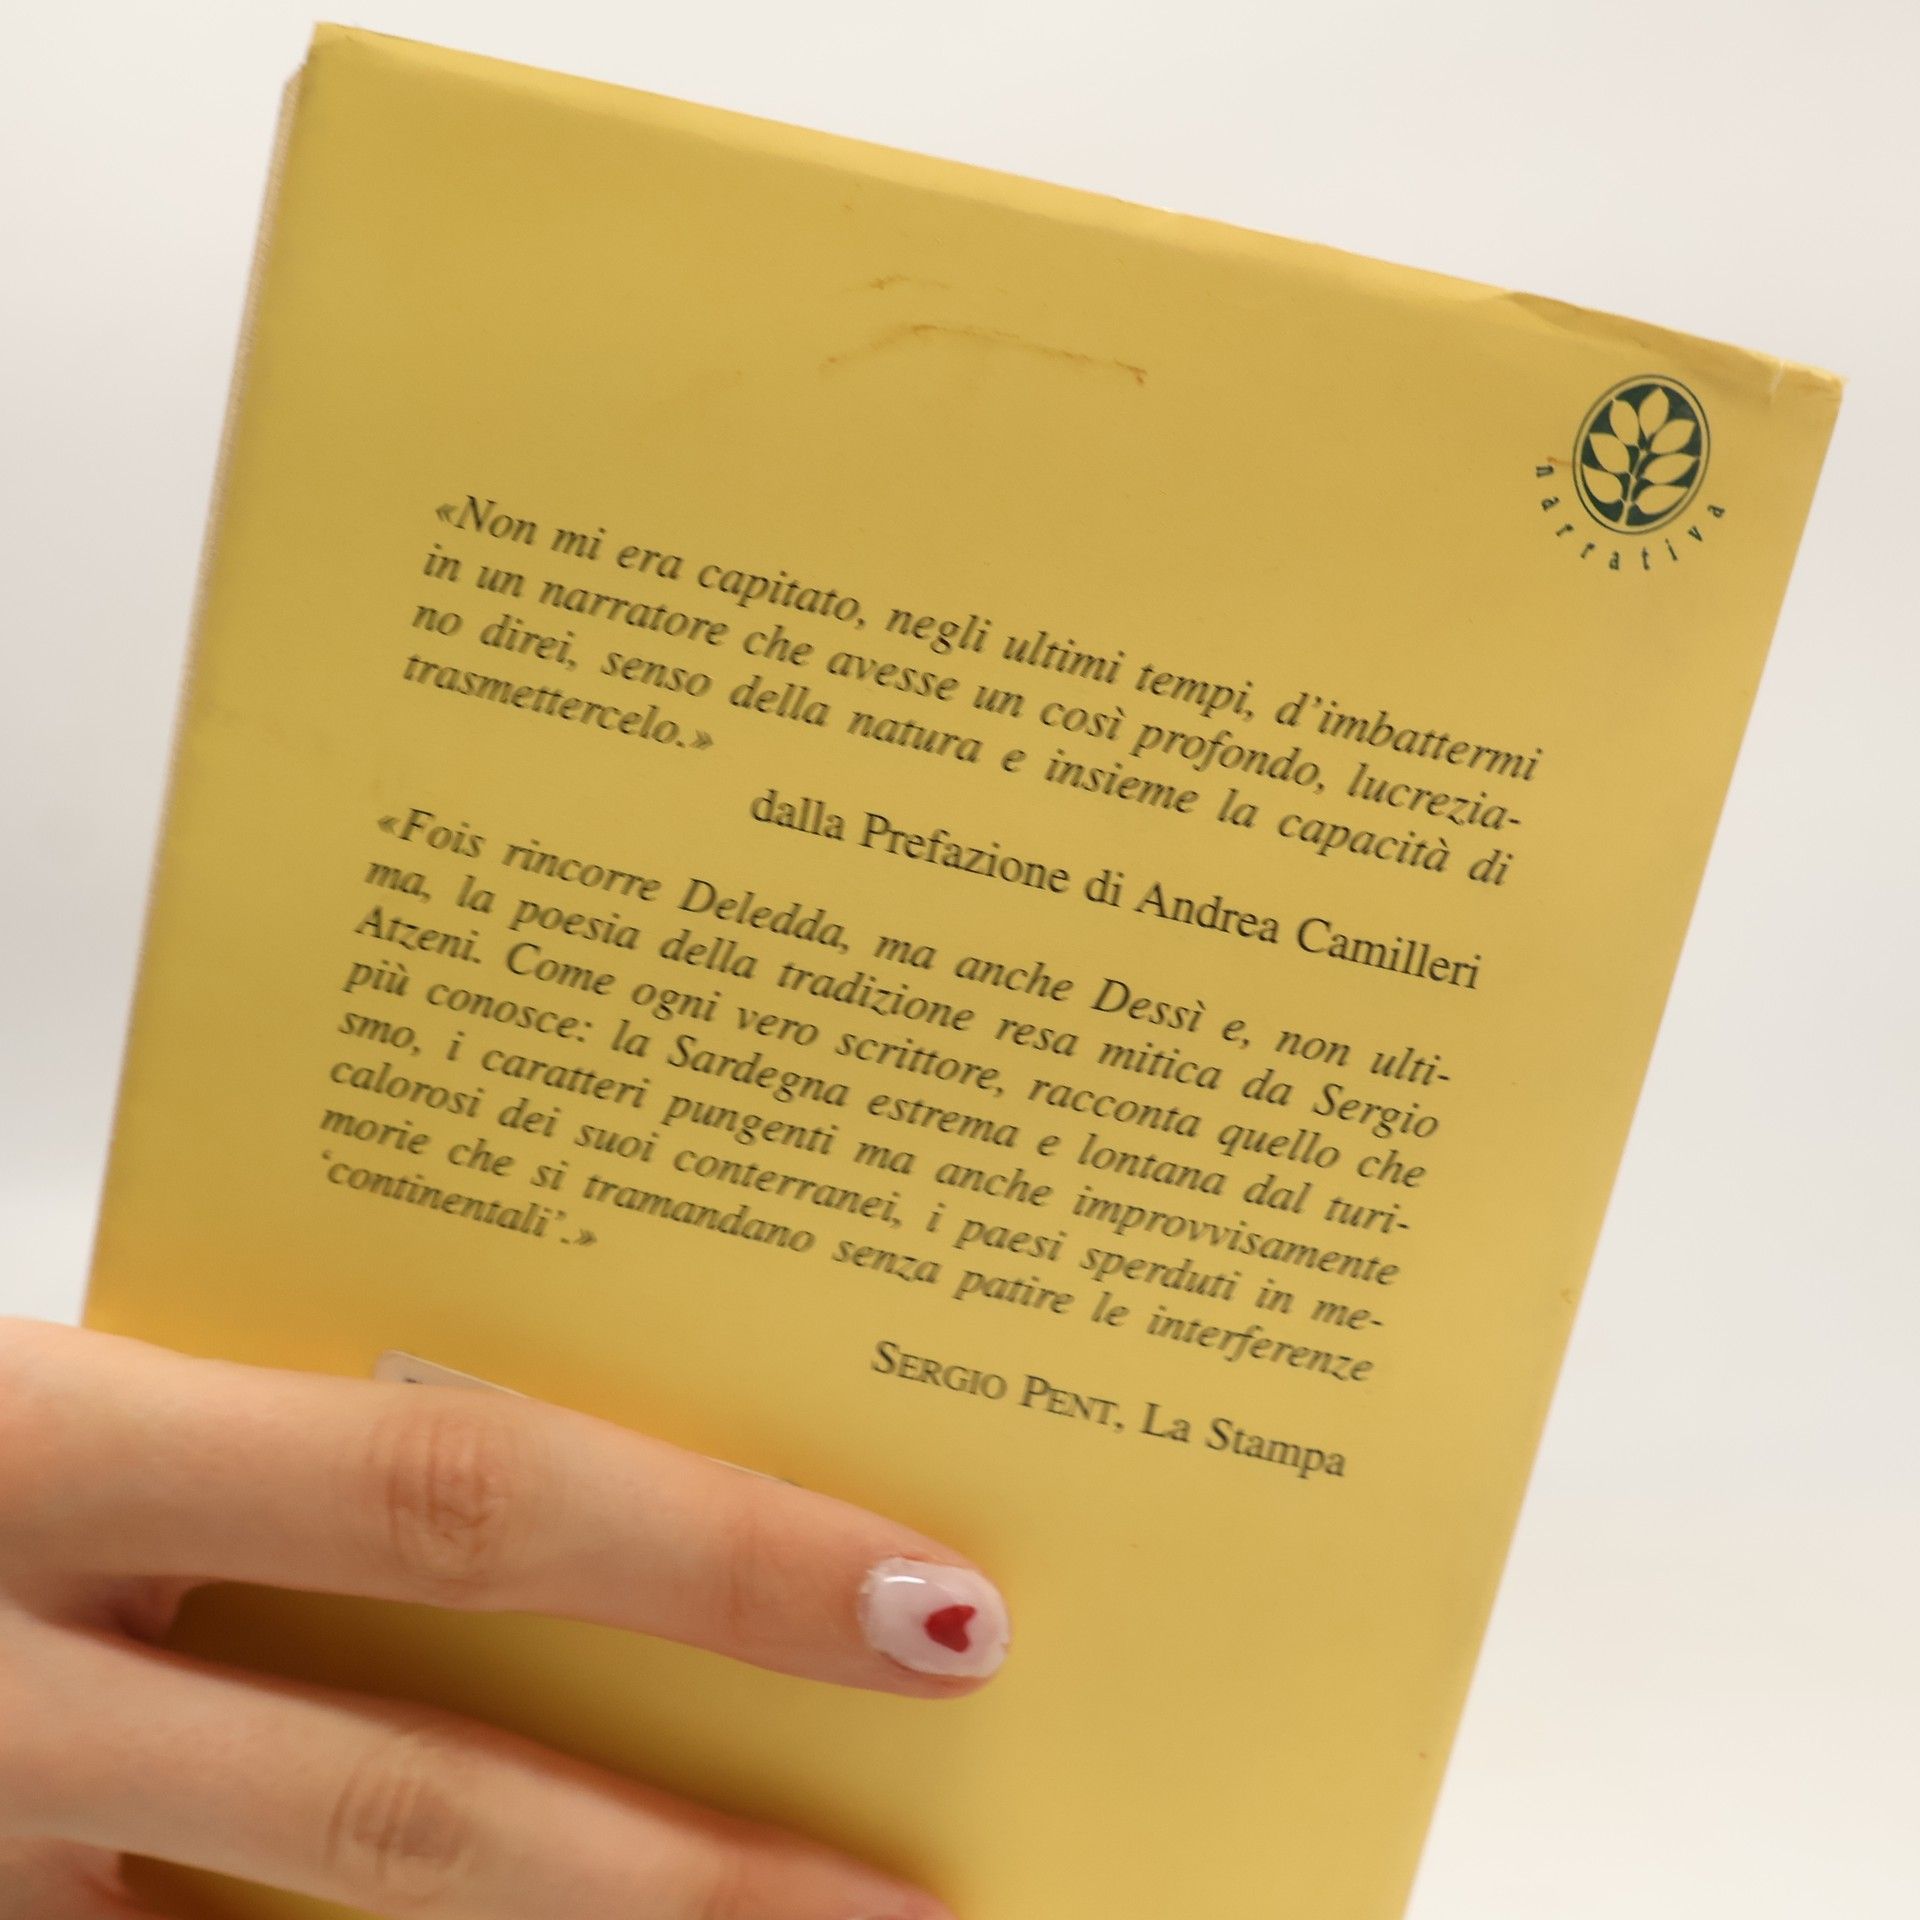 narrativa
«Non mi era capitato, negli ultimi tempi, d'imbattermi
in un narratore che avesse un così profondo, lucrezia-
no direi, senso della natura e insieme la capacità di
trasmettercelo.»
dalla Prefazione di Andrea Camilleri
«Fois rincorre Deledda, ma anche Dessì e, non ulti-
ma, la poesia della tradizione resa mitica da Sergio
Atzeni. Come ogni vero scrittore, racconta quello che
più conosce: la Sardegna estrema e lontana dal turi-
smo, i caratteri pungenti ma anche improvvisamente
calorosi dei suoi conterranei, i paesi sperduti in me-
morie che si tramandano senza patire le interferenze
'continentali'.»
SERGIO PENT, La Stampa